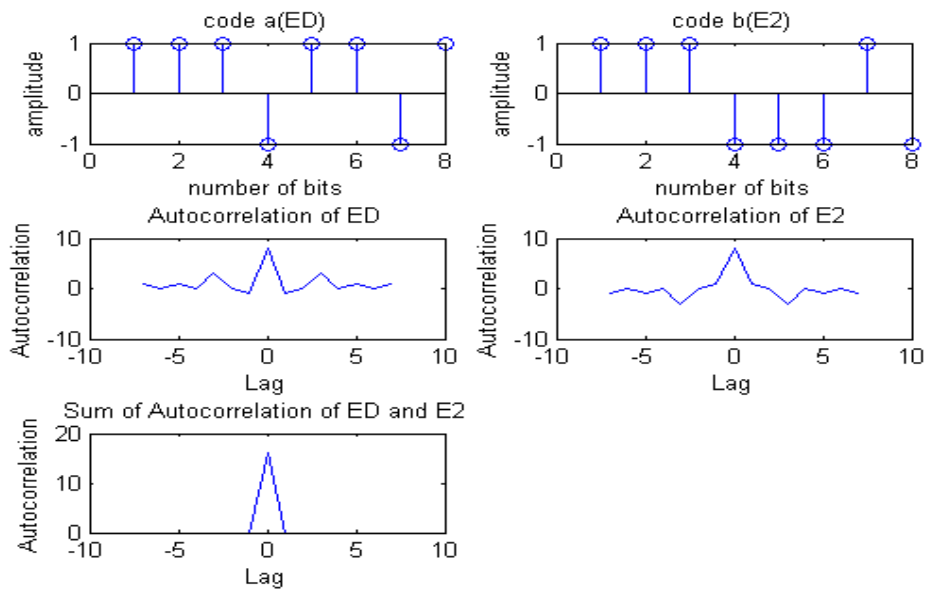 code a(ED)
amplitude
1
0
-1
0 2 4 6 8
number of bits
code b(E2)
amplitude
1
0
-1
0 2 4 6 8
number of bits
Autocorrelation of ED
Autocorrelation
10
0
-10
-10 -5 0 5 10
Lag
Autocorrelation of E2
Autocorrelation
10
0
-10
-10 -5 0 5 10
Lag
Sum of Autocorrelation of ED and E2
Autocorrelation
20
10
0
-10 -5 0 5 10
Lag